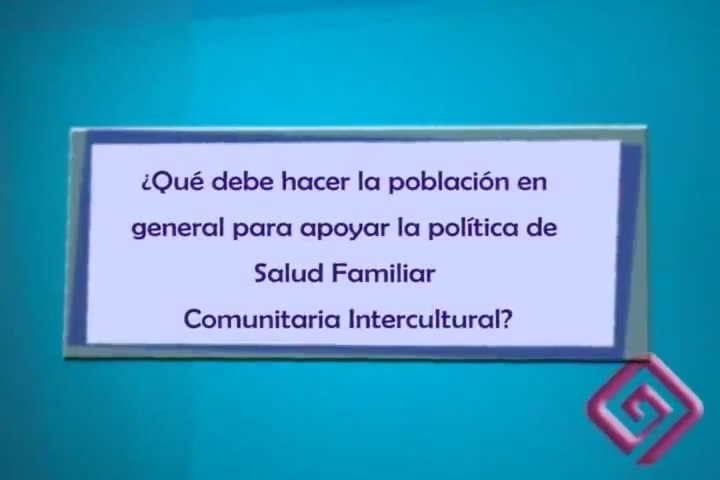 ¿Qué debe hacer la población en
general para apoyar la política de
Salud Familiar
Comunitaria Intercultural?